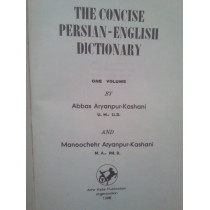 THE CONCISE
PERSIAN-ENGLISH
DICTIONARY
ONE VOLUME
BY
Abbas Aryanpur-Kashani
AND
Manoochehr Aryanpur-Kashani